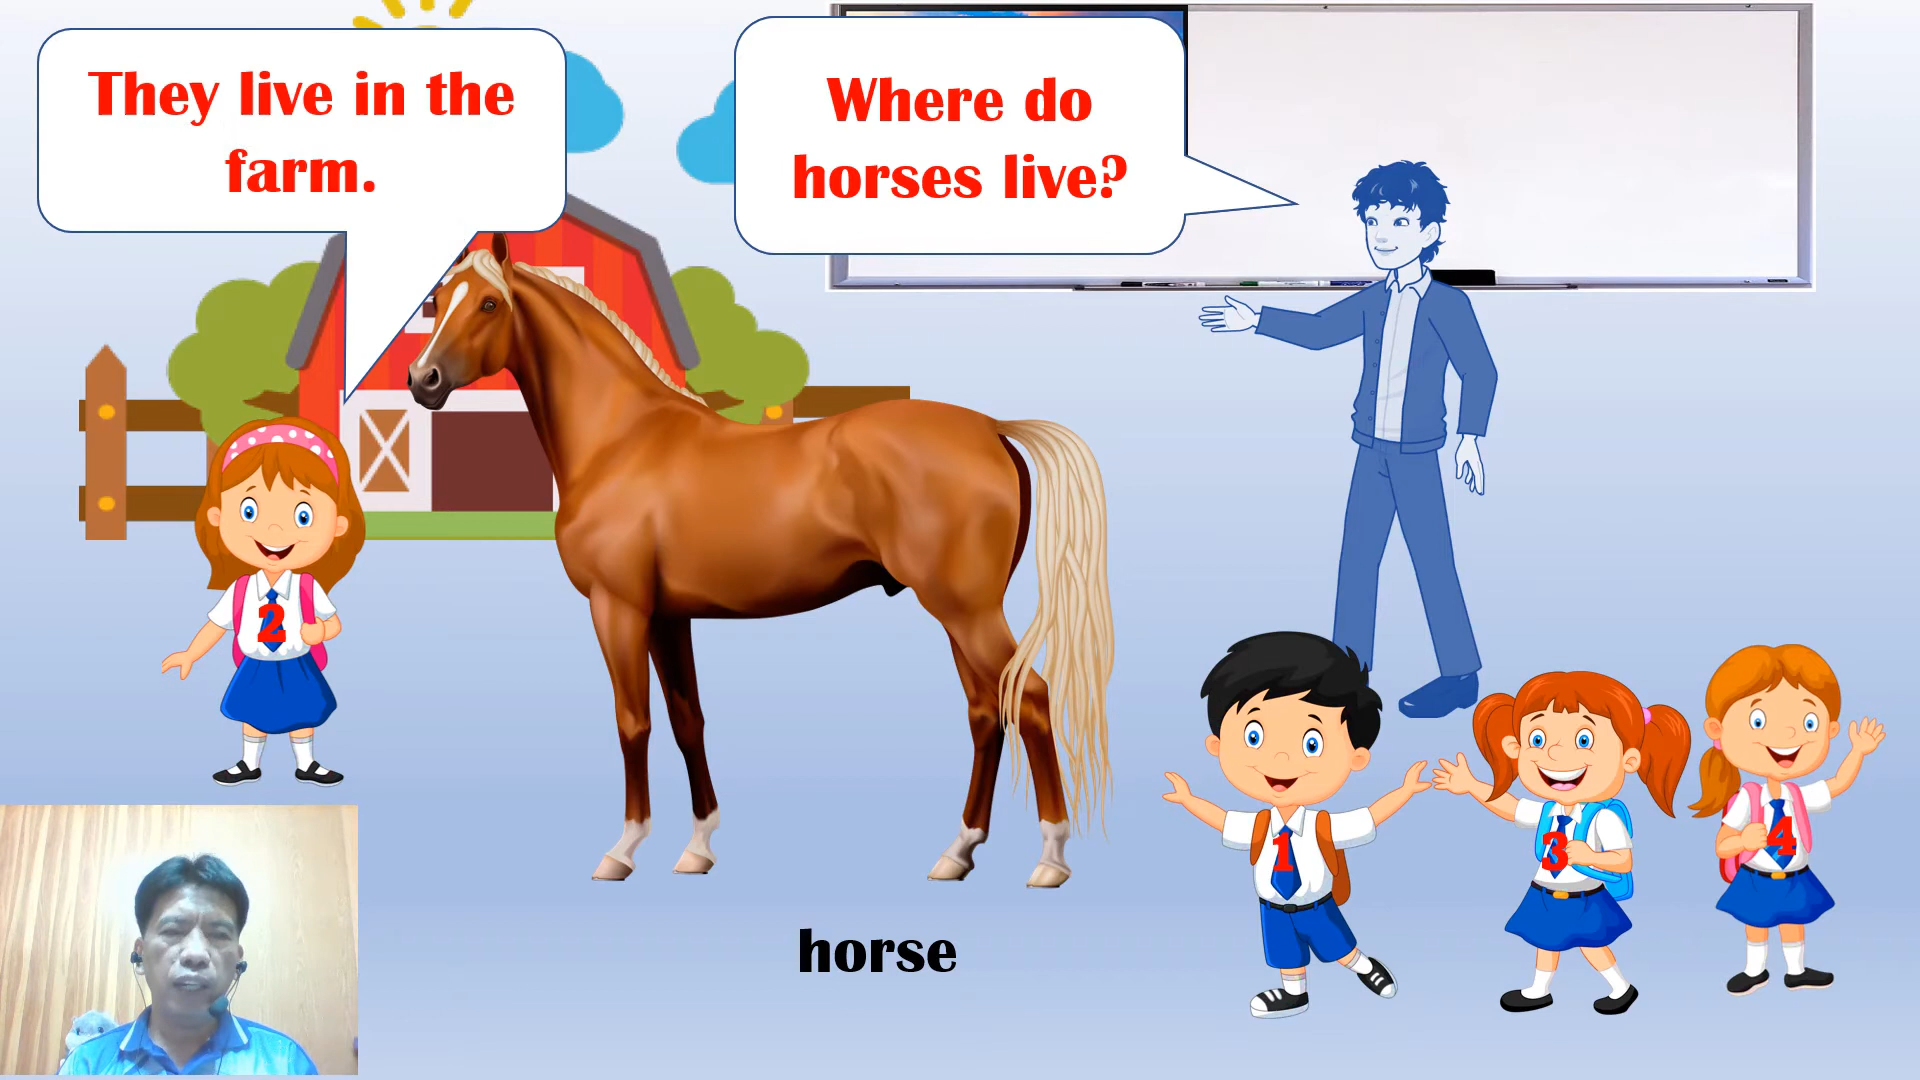 They live in the
farm.
Where do
horses live?
2
1
3
4
horse